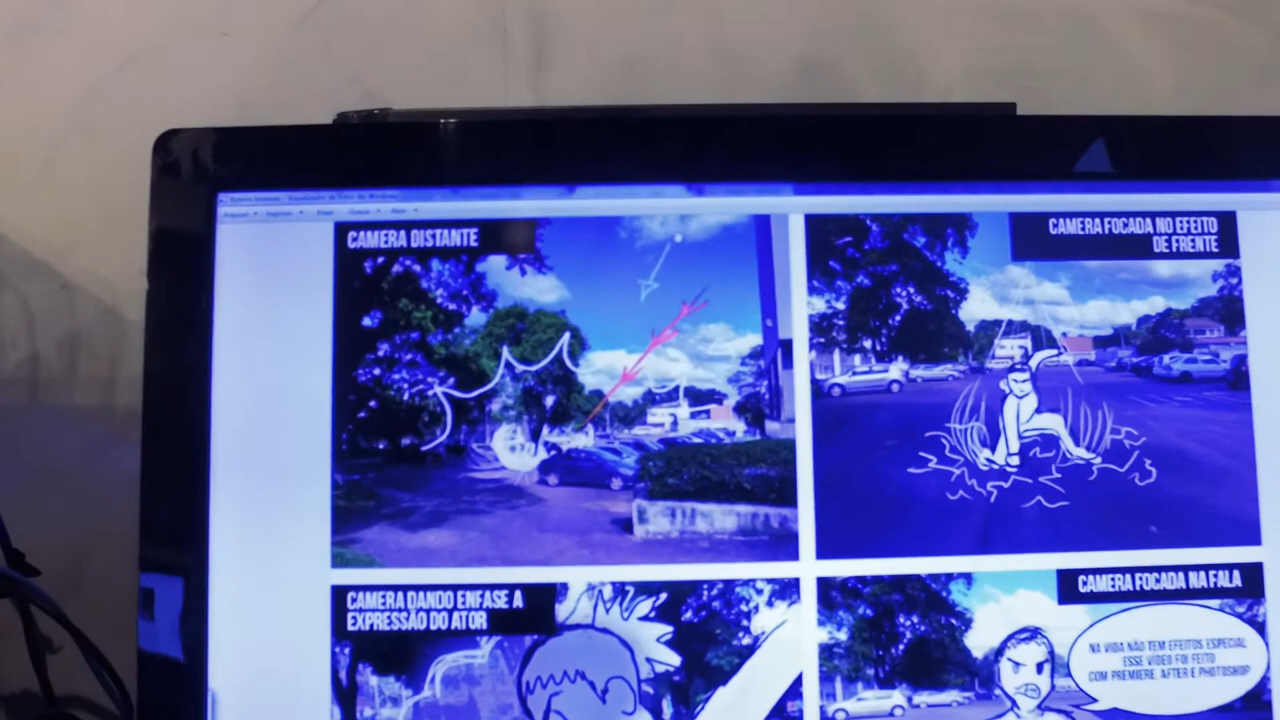 CAMERA DISTANTE
CAMERA FOCADA NO EFEITO
DE FRENTE
CAMERA DANDO ENFASE A
EXPRESSÃO DO ATOR
CAMERA FOCADA NA FALA
NA VIDA NÃO TEM EFEITOS ESPECIAL
ESSE VÍDEO FOI FEITO
COM PREMIERE, AFTER E PHOTOSHOP